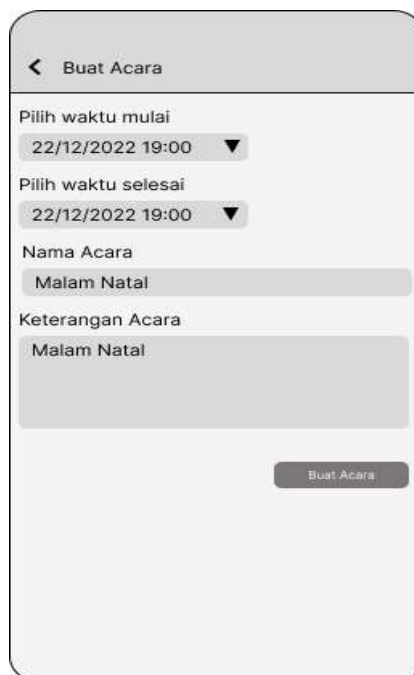 Buat Acara
Pilih waktu mulai
22/12/2022 19:00
Pilih waktu selesai
22/12/2022 19:00
Nama Acara
Malam Natal
Keterangan Acara
Malam Natal
Buat Acara